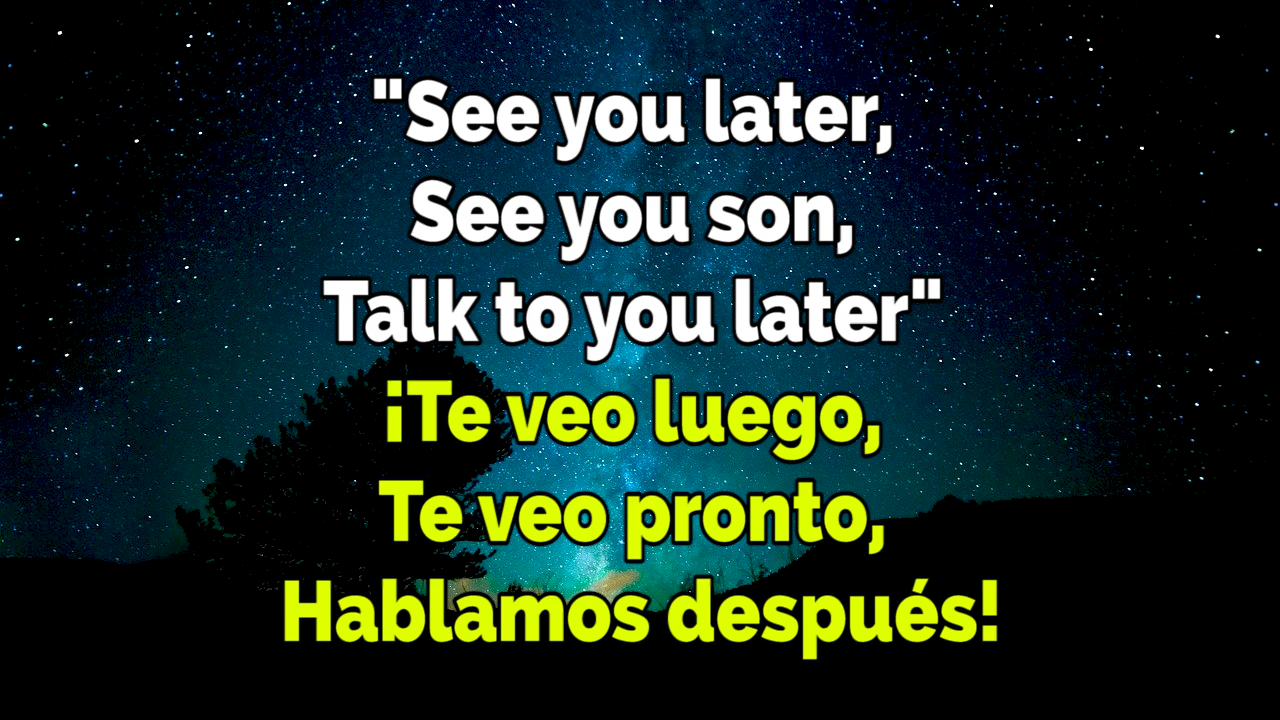 "See you later,
See you son,
Talk to you later"
¡Te veo luego,
Te veo pronto,
Hablamos después!